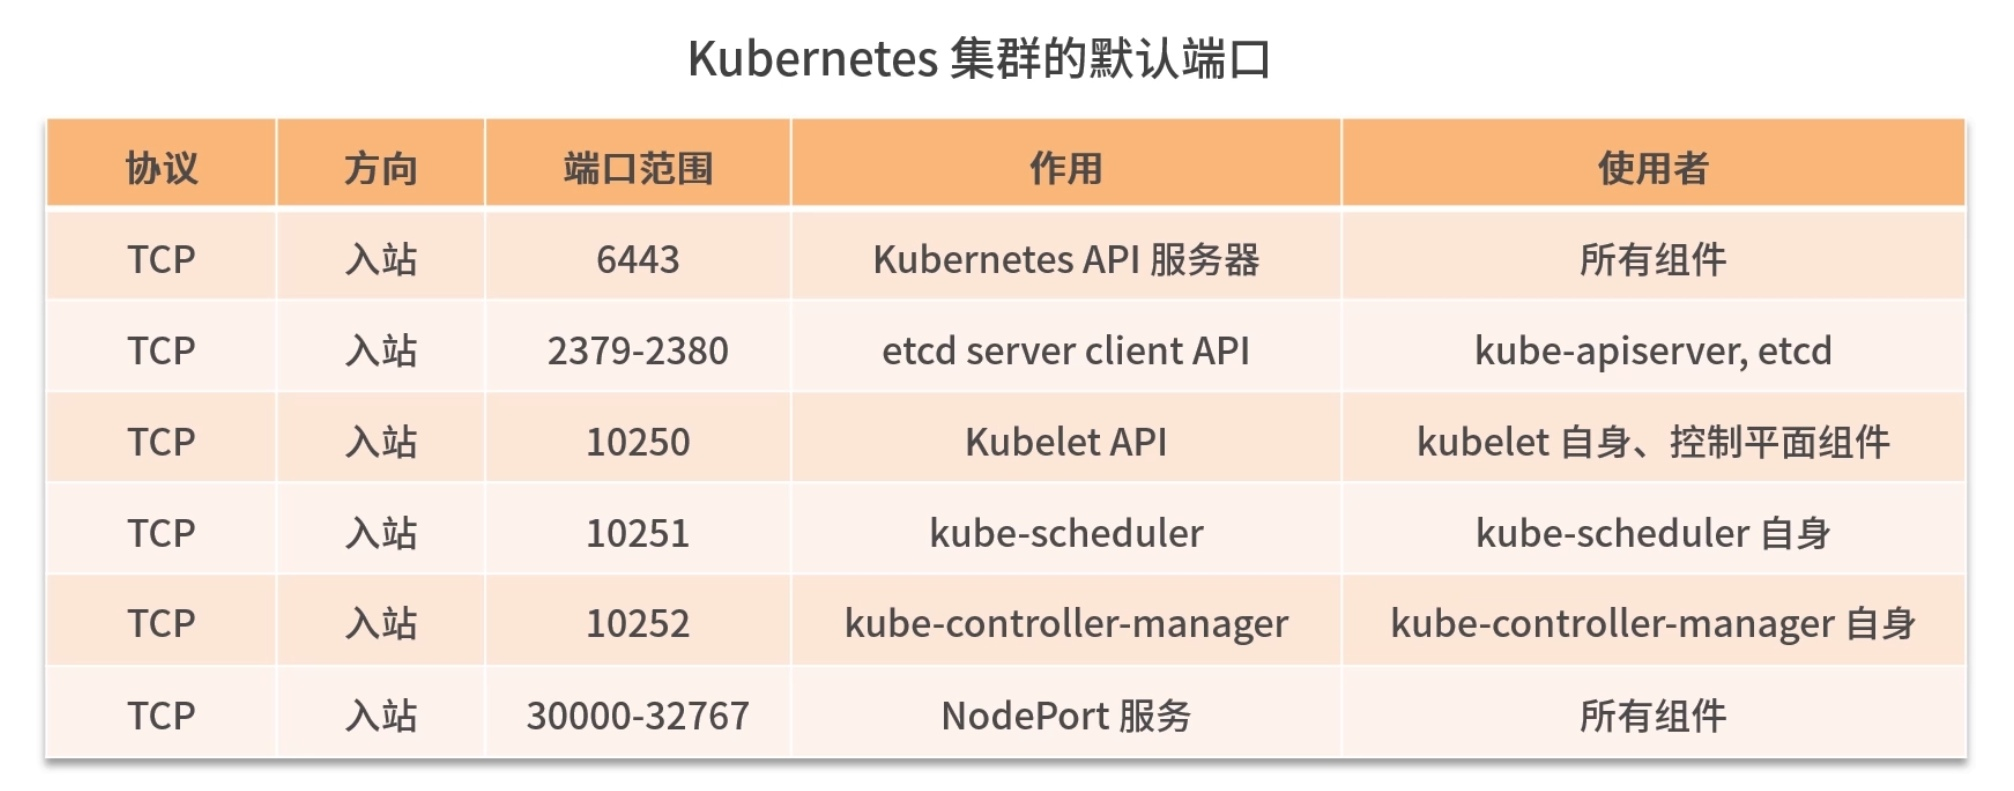 Kubernetes 集群的默认端口
协议 方向 端口范围 作用 使用者
TCP 入站 6443 Kubernetes API 服务器 所有组件
TCP 入站 2379-2380 etcd server client API kube-apiserver, etcd
TCP 入站 10250 Kubelet API kubelet 自身、控制平面组件
TCP 入站 10251 kube-scheduler kube-scheduler 自身
TCP 入站 10252 kube-controller-manager kube-controller-manager 自身
TCP 入站 30000-32767 NodePort 服务 所有组件